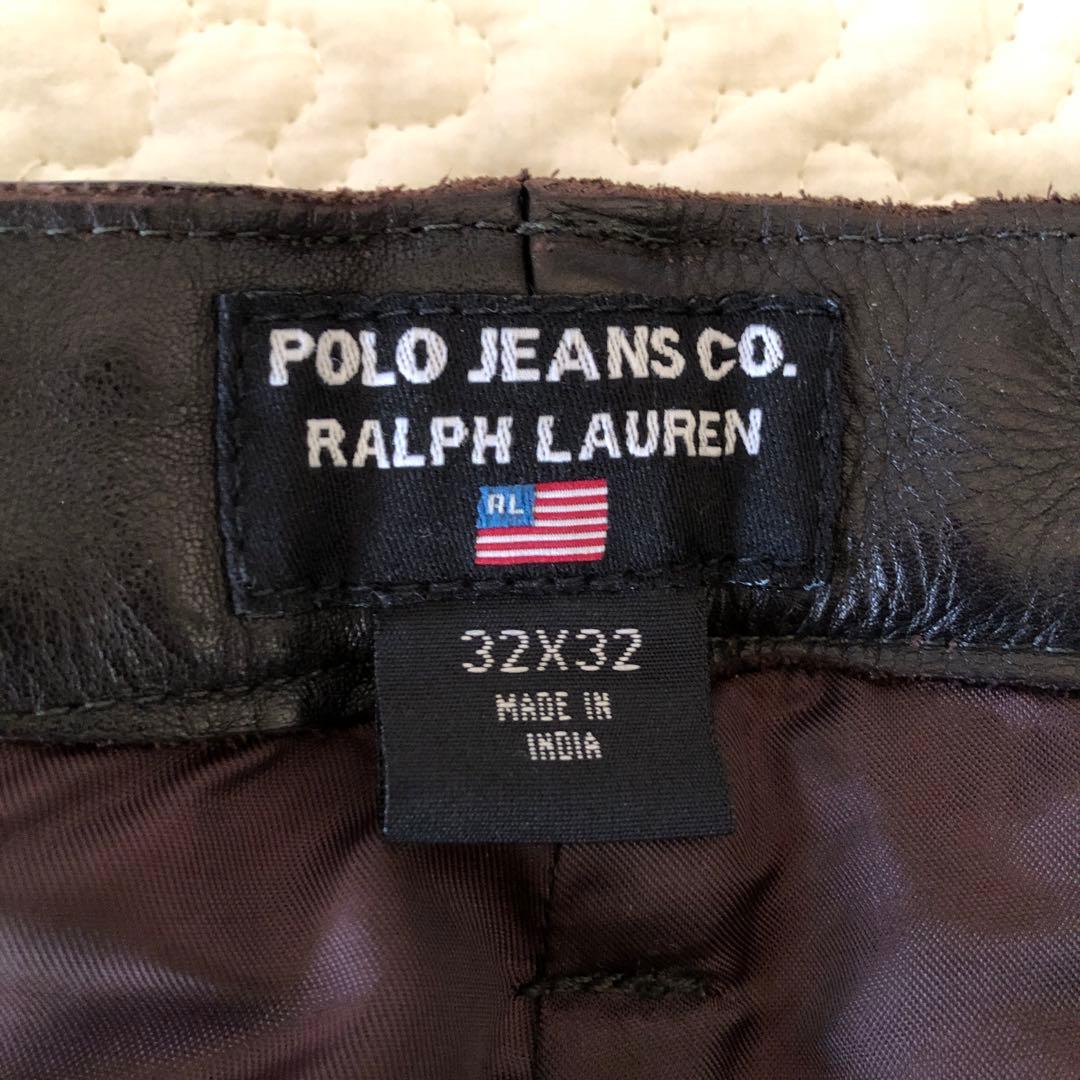 POLO JEANS CO.
RALPH LAUREN
RL
32X32
MADE IN
INDIA